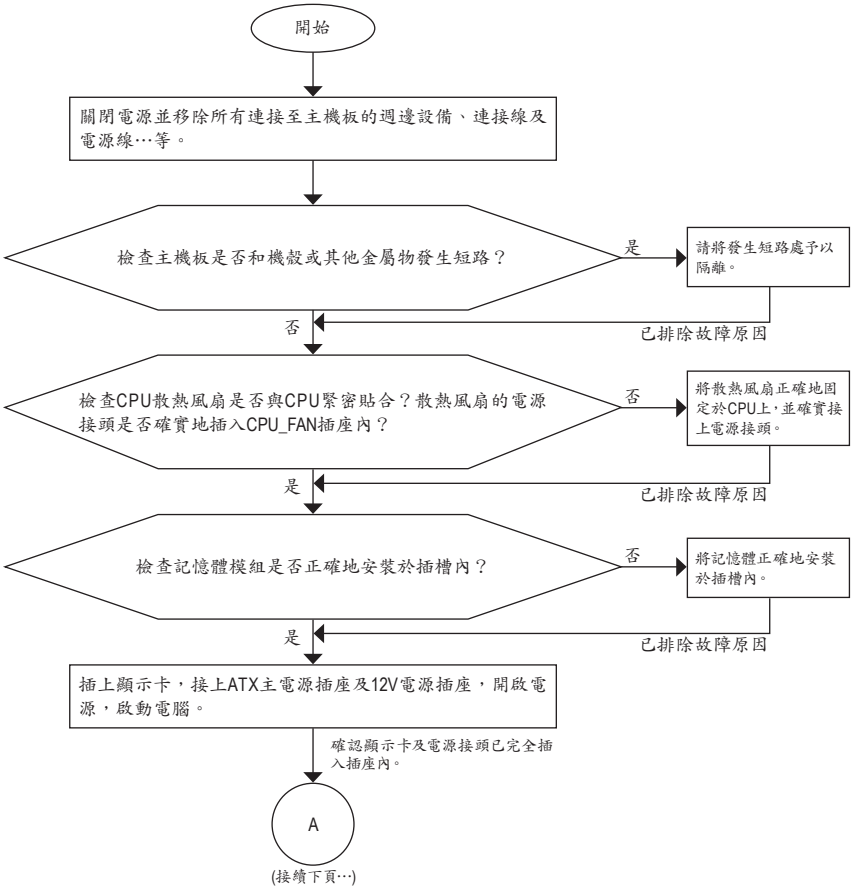 開始
關閉電源並移除所有連接至主機板的週邊設備、連接線及
電源線…等。
檢查主機板是否和機殼或其他金屬物發生短路？
是
請將發生短路處予以
隔離。
已排除故障原因
否
檢查CPU散熱風扇是否與CPU緊密貼合？散熱風扇的電源
接頭是否確實地插入CPU_FAN插座內？
否
將散熱風扇正確地固
定於CPU上，並確實接
上電源接頭。
已排除故障原因
是
檢查記憶體模組是否正確地安裝於插槽內？
否
將記憶體正確地安裝
於插槽內。
已排除故障原因
是
插上顯示卡，接上ATX主電源插座及12V電源插座，開啟電
源，啟動電腦。
確認顯示卡及電源接頭已完全插
入插座內。
A
(接續下頁…)